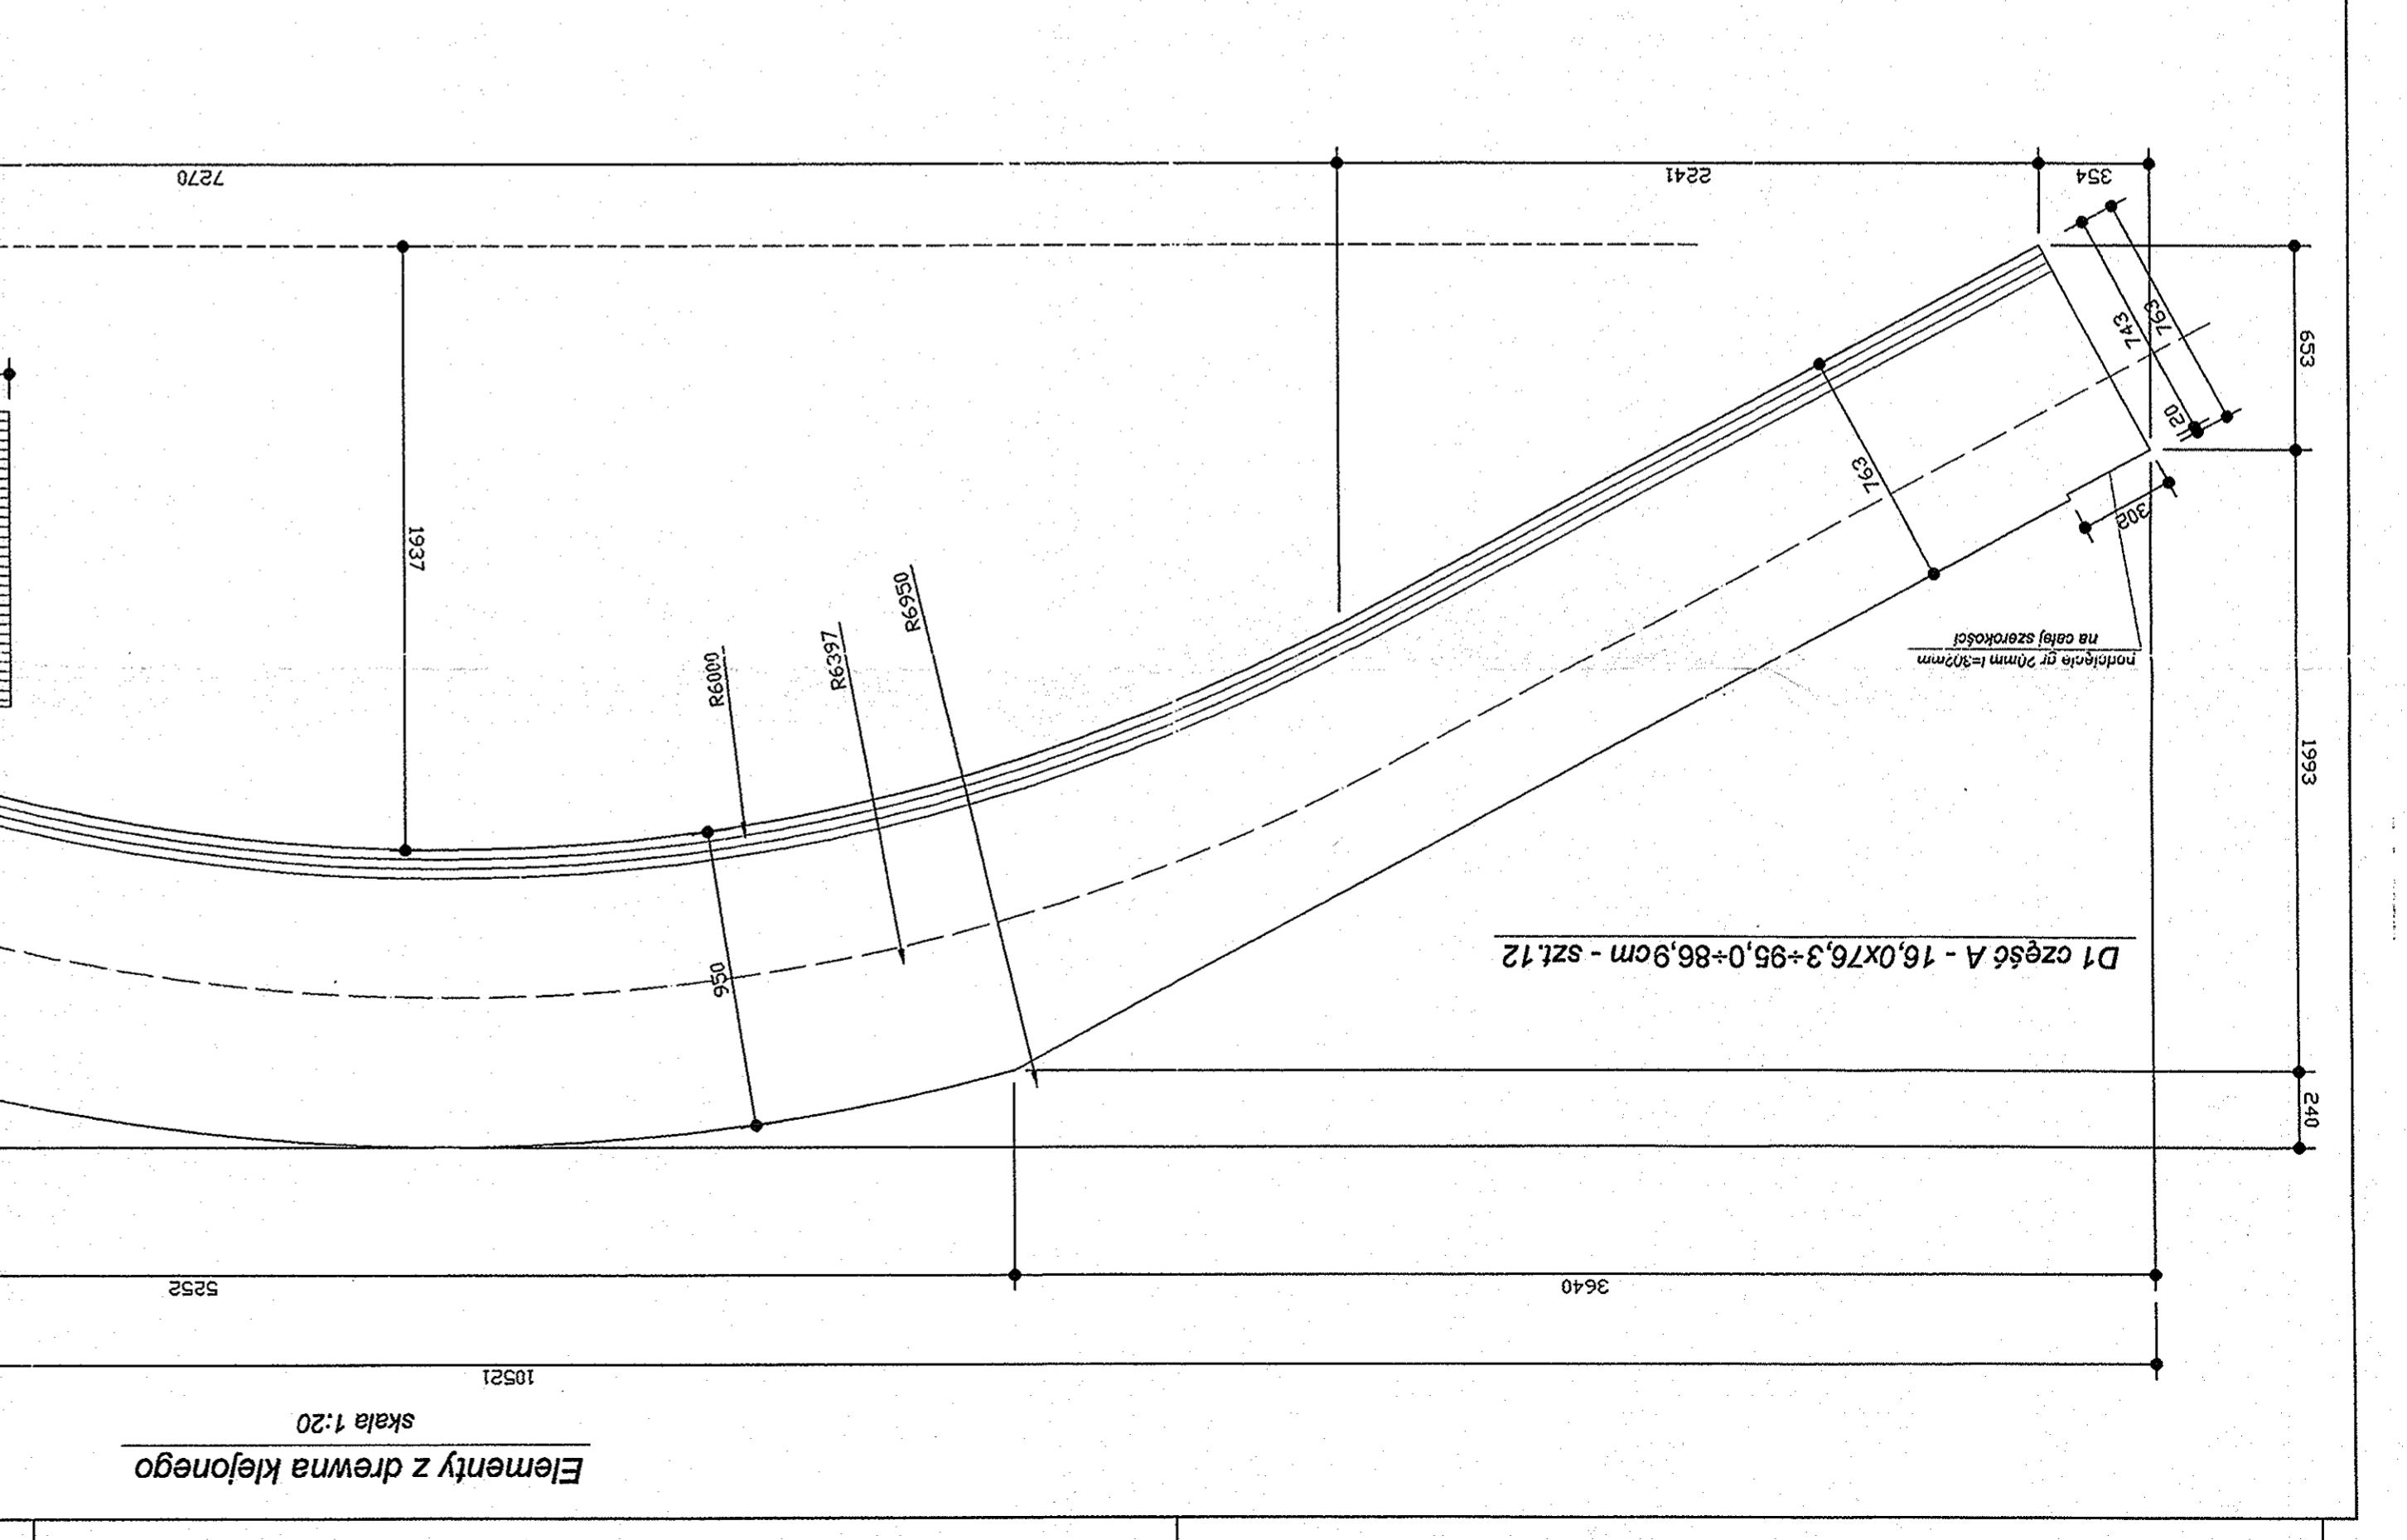 Elementy z drewna klejonego
skala 1:20
10521
3640
5252
240
1993
653
D1 część A - 16,0x76,3÷95,0÷86,9cm - szt.12
podcięcie gr 20mm l=302mm
na całej szerokości
302
20
763
743
763
950
R6950
R6397
R6000
1937
354
2241
7270